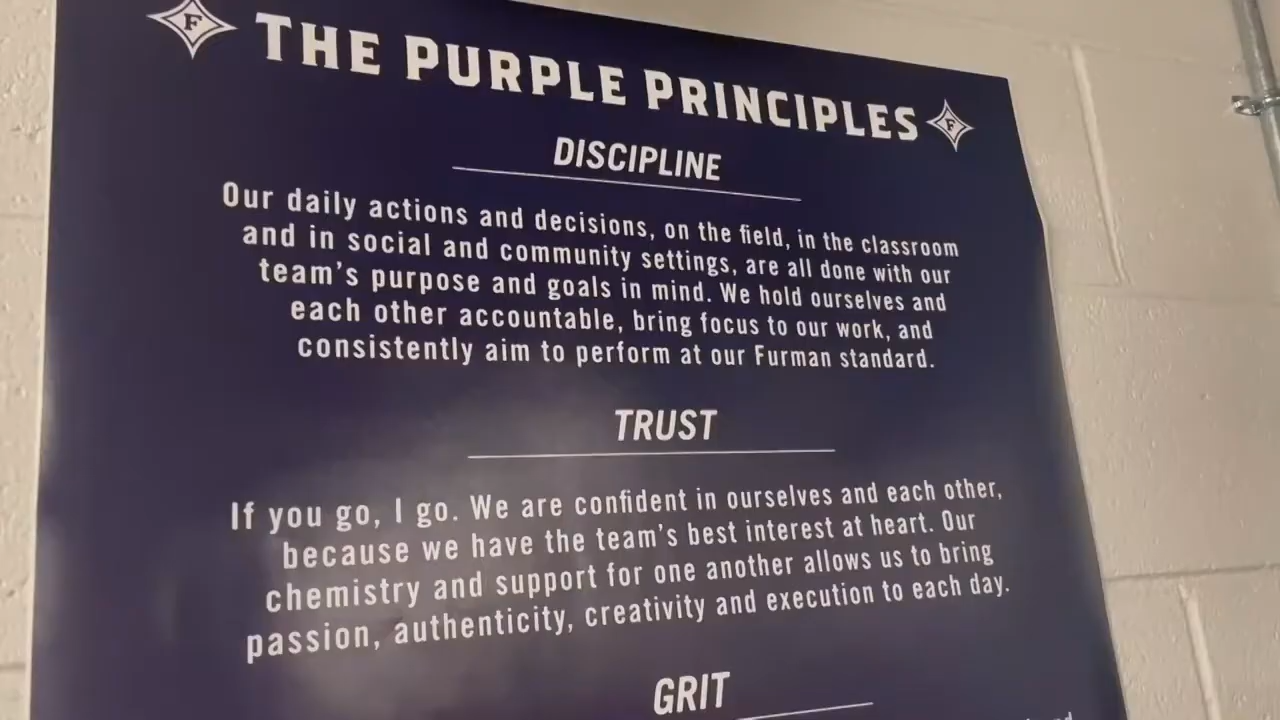 F THE PURPLE PRINCIPLES F
DISCIPLINE
Our daily actions and decisions, on the field, in the classroom
and in social and community settings, are all done with our
team's purpose and goals in mind. We hold ourselves and
each other accountable, bring focus to our work, and
consistently aim to perform at our Furman standard.
TRUST
If you go, I go. We are confident in ourselves and each other,
because we have the team's best interest at heart. Our
chemistry and support for one another allows us to bring
passion, authenticity, creativity and execution to each day.
GRIT